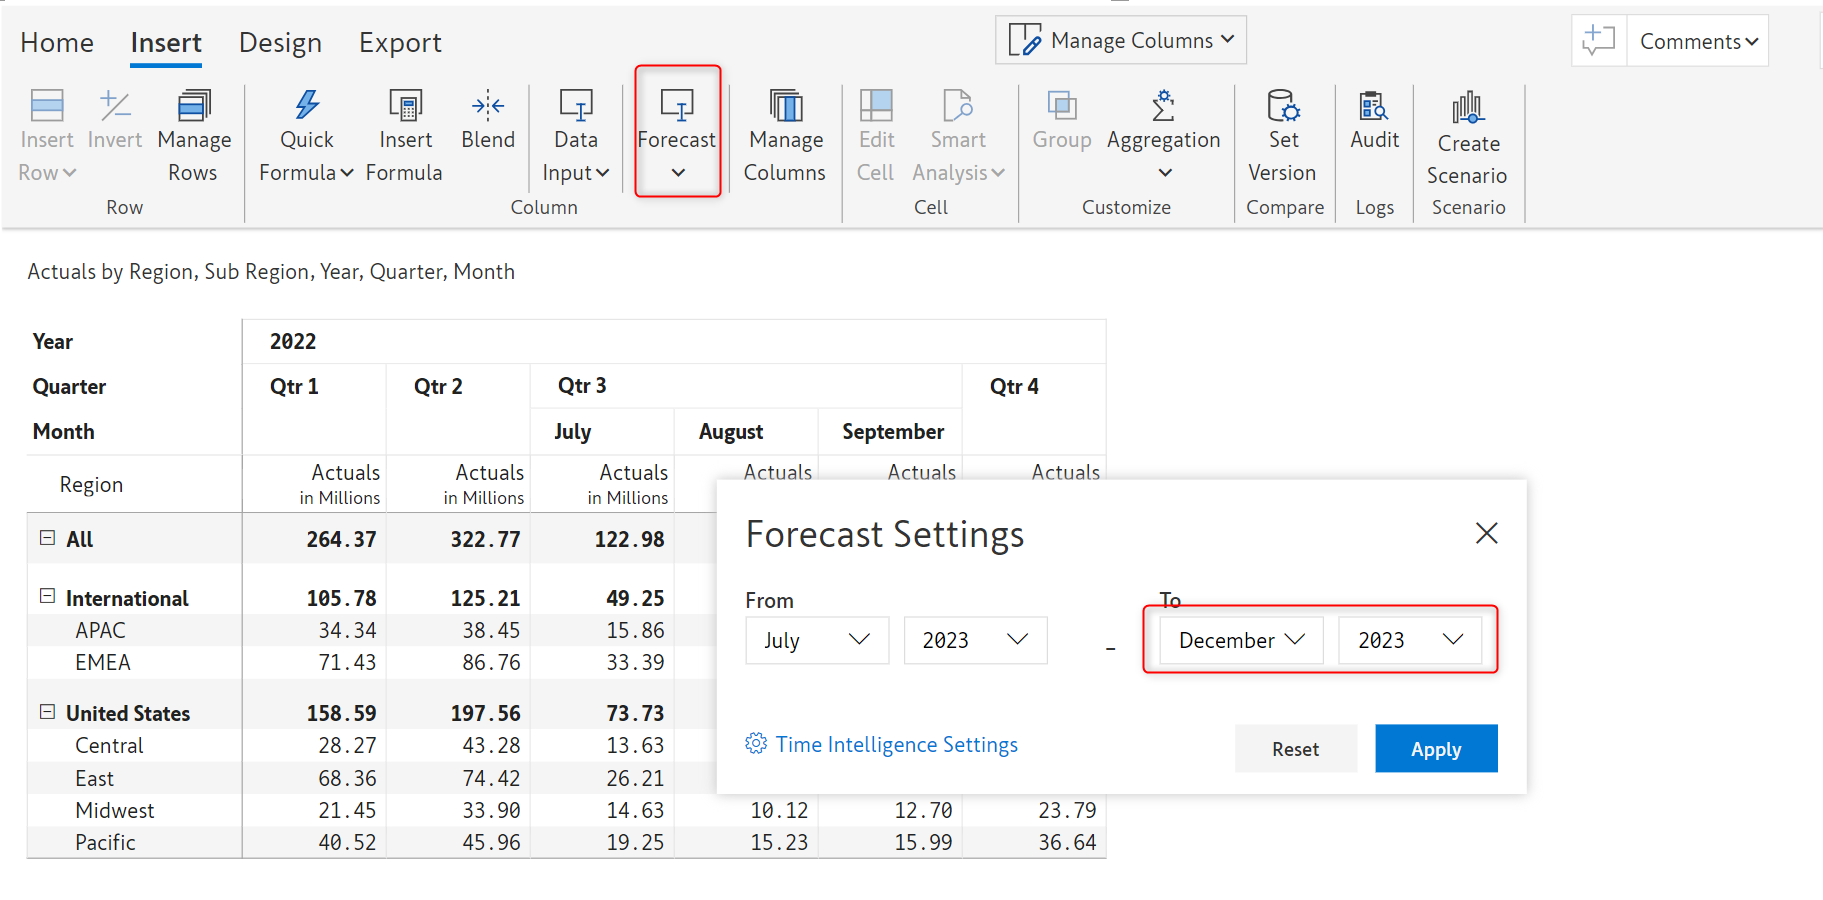 Home Insert Design Export Manage Columns Comments
Insert Row Invert Manage Rows Quick Formula Insert Formula Blend Data Input Forecast Manage Columns Edit Cell Smart Analysis Group Aggregation Set Version Audit Create Scenario
Row Column Cell Customize Compare Logs Scenario
Actuals by Region, Sub Region, Year, Quarter, Month
Year 2022
Quarter Qtr 1 Qtr 2 Qtr 3 Qtr 4
Month July August September
Region Actuals Actuals Actuals Actuals Actuals Actuals
in Millions in Millions in Millions
All 264.37 322.77 122.98
International 105.78 125.21 49.25
APAC 34.34 38.45 15.86
EMEA 71.43 86.76 33.39
United States 158.59 197.56 73.73
Central 28.27 43.28 13.63
East 68.36 74.42 26.21
Midwest 21.45 33.90 14.63 10.12 12.70 23.79
Pacific 40.52 45.96 19.25 15.23 15.99 36.64
Forecast Settings
From To
July 2023 – December 2023
Time Intelligence Settings Reset Apply